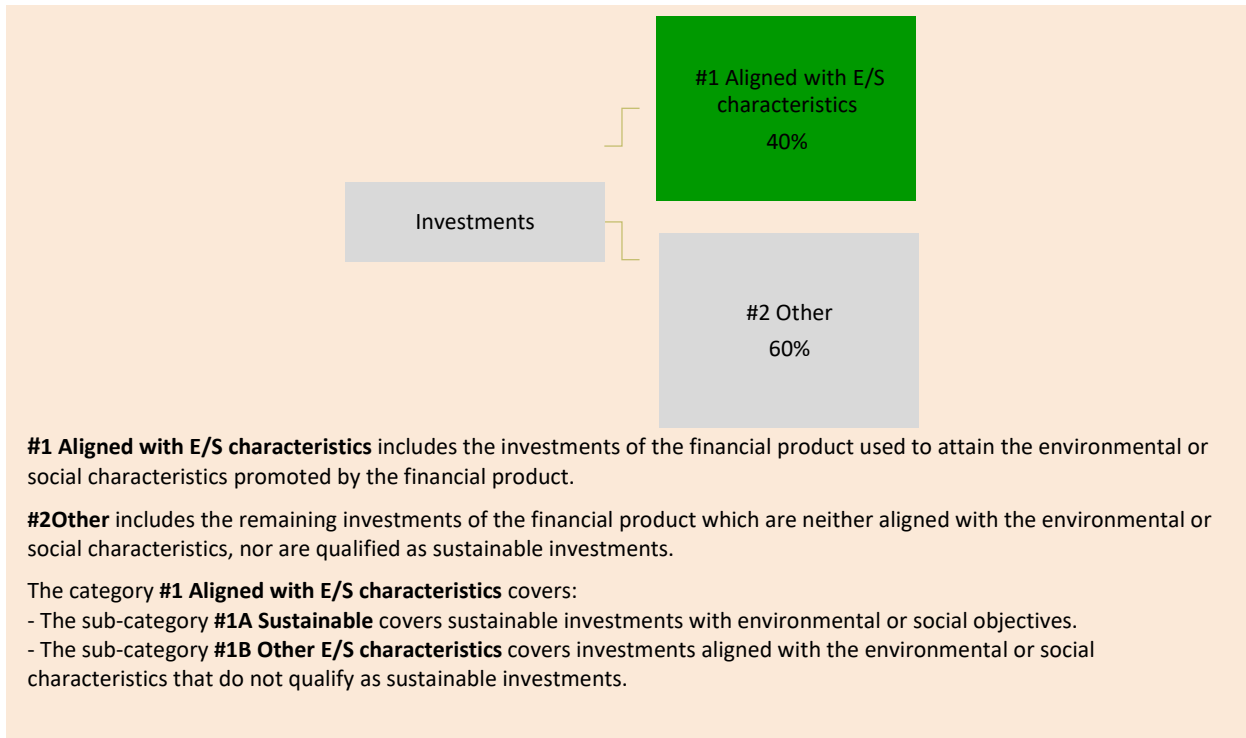 #1 Aligned with E/S
characteristics
40%
Investments
#2 Other
60%
#1 Aligned with E/S characteristics includes the investments of the financial product used to attain the environmental or
social characteristics promoted by the financial product.
#2Other includes the remaining investments of the financial product which are neither aligned with the environmental or
social characteristics, nor are qualified as sustainable investments.
The category #1 Aligned with E/S characteristics covers:
- The sub-category #1A Sustainable covers sustainable investments with environmental or social objectives.
- The sub-category #1B Other E/S characteristics covers investments aligned with the environmental or social
characteristics that do not qualify as sustainable investments.